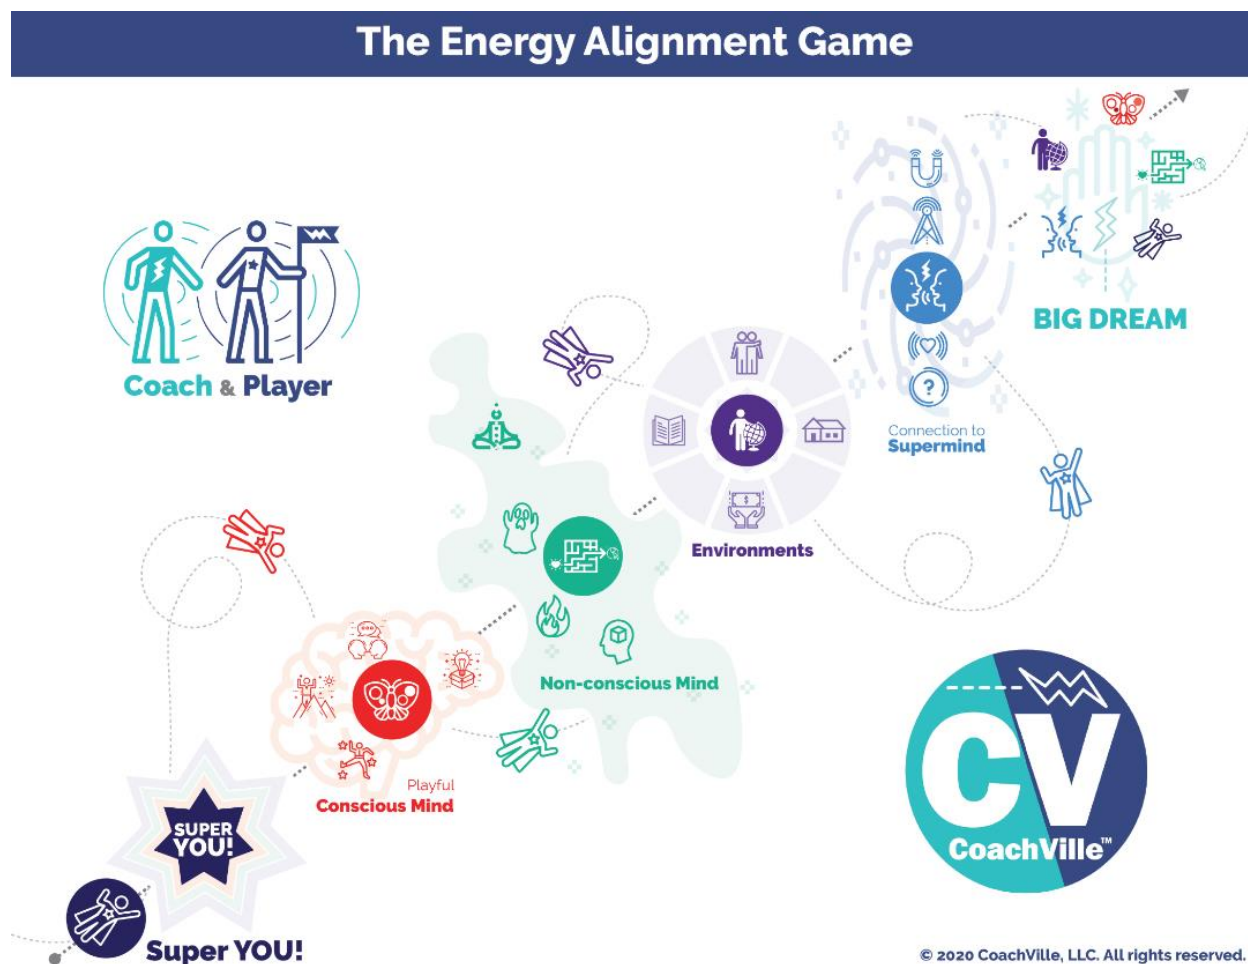 The Energy Alignment Game
Coach & Player
BIG DREAM
Connection to
Supermind
Environments
Non-conscious Mind
Playful
Conscious Mind
SUPER
YOU!
Super YOU!
CV
CoachVille™
© 2020 CoachVille, LLC. All rights reserved.